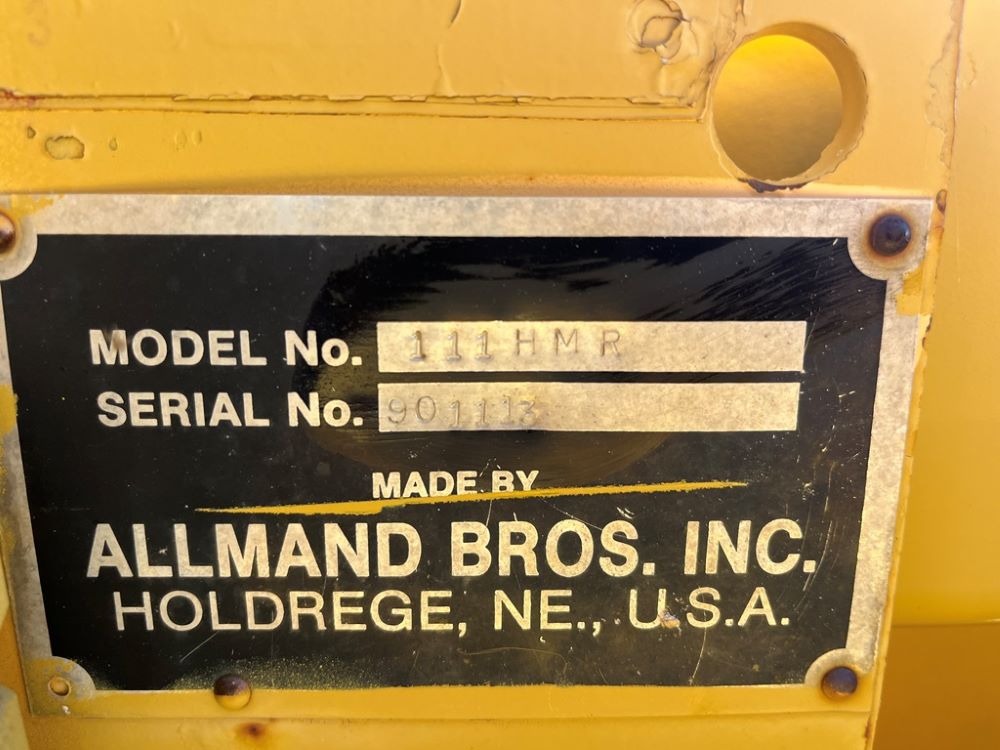 MODEL No. 111HMR
SERIAL No. 901113
MADE BY
ALLMAND BROS. INC.
HOLDREGE, NE., U.S.A.